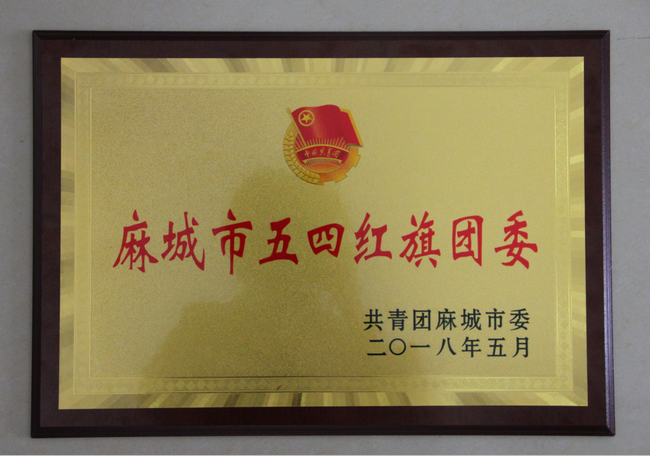 麻城市五四红旗团委
共青团麻城市委
二〇一八年五月